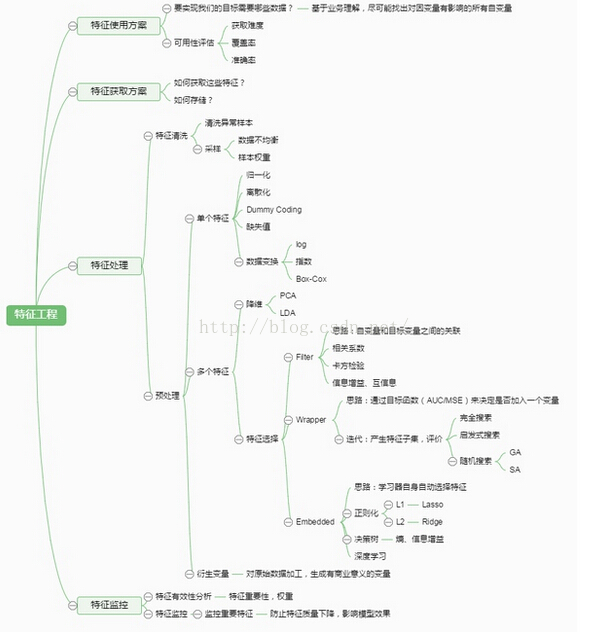 特征工程
特征使用方案
要实现我们的目标需要哪些数据？
基于业务理解，尽可能找出对因变量有影响的所有自变量
可用性评估
获取难度
覆盖率
准确率
特征获取方案
如何获取这些特征？
如何存储？
特征处理
特征清洗
清洗异常样本
采样
数据不均衡
样本权重
预处理
单个特征
归一化
离散化
Dummy Coding
缺失值
数据变换
log
指数
Box-Cox
多个特征
降维
PCA
LDA
特征选择
Filter
思路：自变量和目标变量之间的关联
相关系数
卡方检验
信息增益、互信息
Wrapper
思路：通过目标函数（AUC/MSE）来决定是否加入一个变量
迭代：产生特征子集，评价
完全搜索
启发式搜索
随机搜索
GA
SA
Embedded
思路：学习器自身自动选择特征
正则化
L1
Lasso
L2
Ridge
决策树
熵、信息增益
深度学习
衍生变量
对原始数据加工，生成有商业意义的变量
特征监控
特征有效性分析
特征重要性，权重
特征监控
监控重要特征
防止特征质量下降，影响模型效果
http://blog.csdn.net/